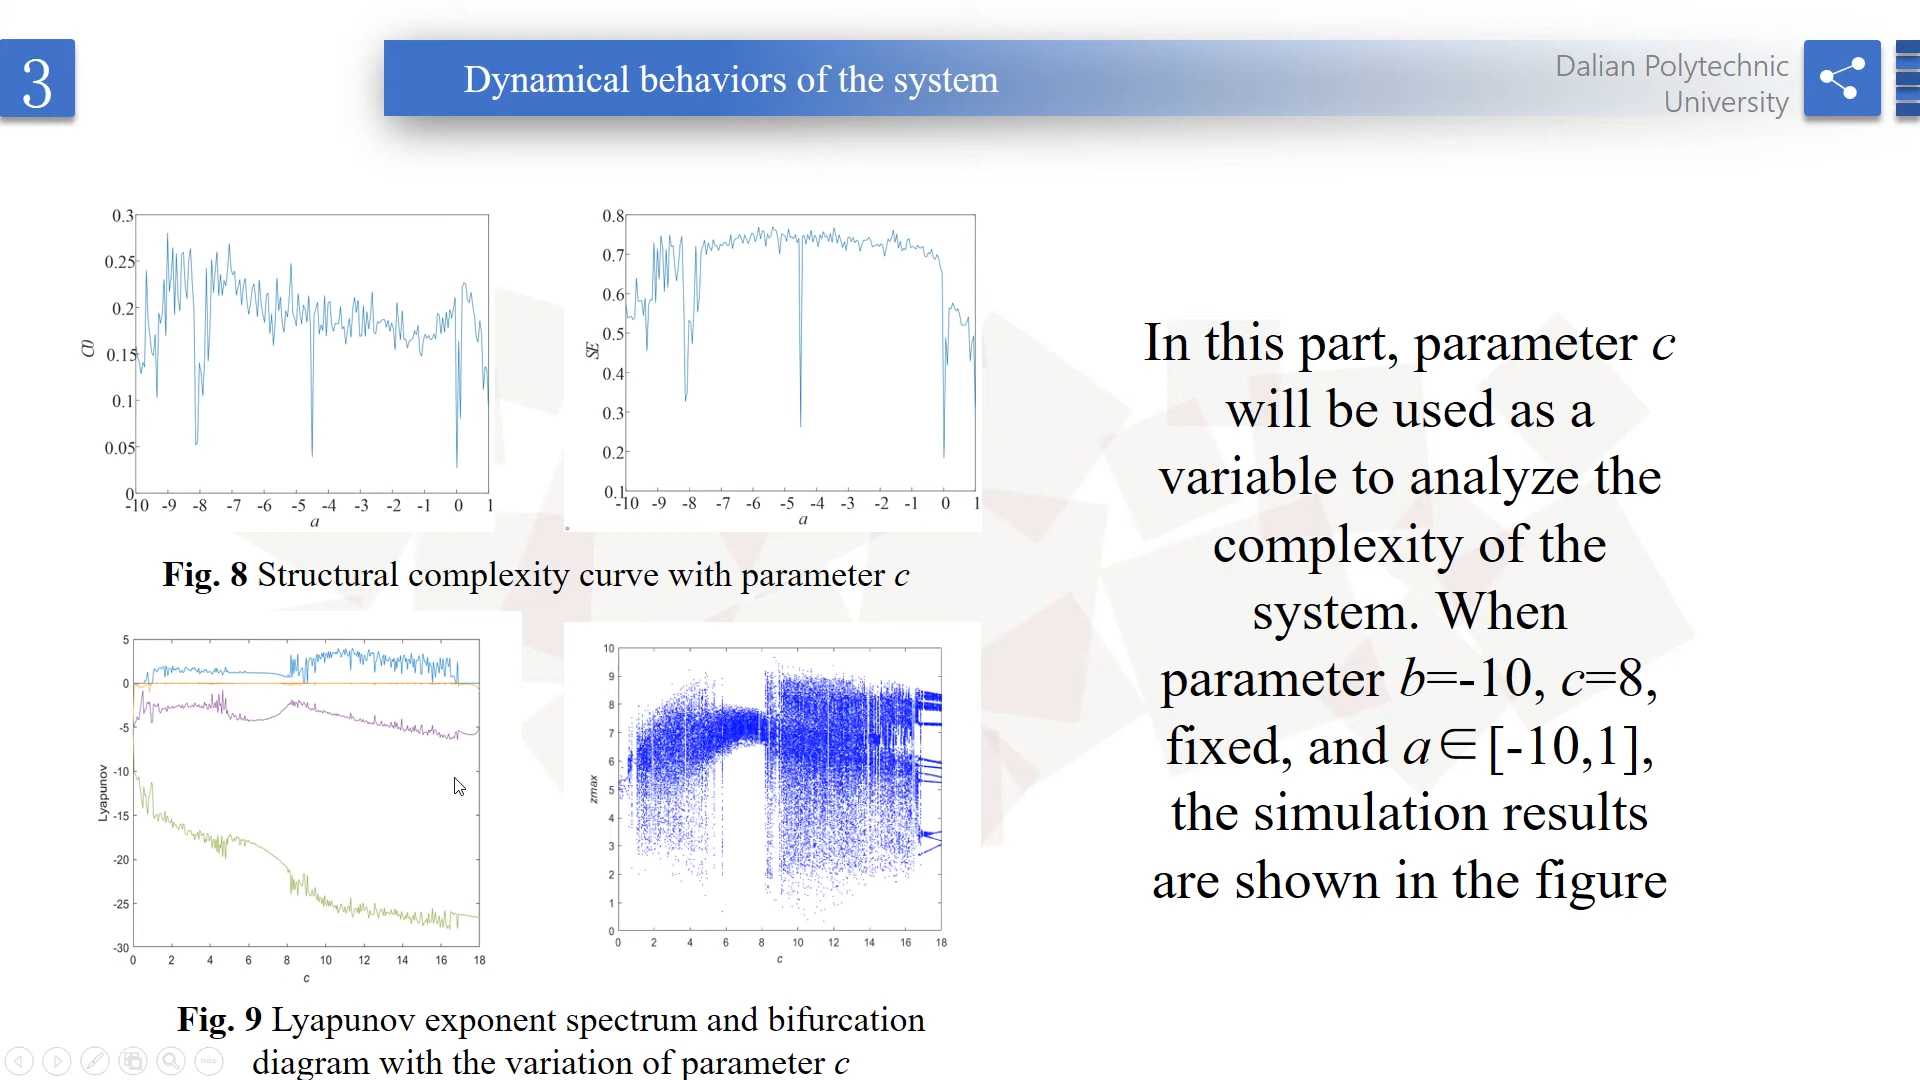 3
Dynamical behaviors of the system
Dalian Polytechnic
University
0.3
0.25
0.2
0.15
0.1
0.05
0
C0
-10 -9 -8 -7 -6 -5 -4 -3 -2 -1 0 1
a
0.8
0.7
0.6
0.5
0.4
0.3
0.2
0.1
SE
-10 -9 -8 -7 -6 -5 -4 -3 -2 -1 0 1
a
Fig. 8 Structural complexity curve with parameter c
5
0
-5
-10
-15
-20
-25
-30
Lyapunov
0 2 4 6 8 10 12 14 16 18
c
10
9
8
7
6
5
4
3
2
1
0
zmax
0 2 4 6 8 10 12 14 16 18
c
Fig. 9 Lyapunov exponent spectrum and bifurcation
diagram with the variation of parameter c
In this part, parameter c
will be used as a
variable to analyze the
complexity of the
system. When
parameter b=-10, c=8,
fixed, and a∈[-10,1],
the simulation results
are shown in the figure